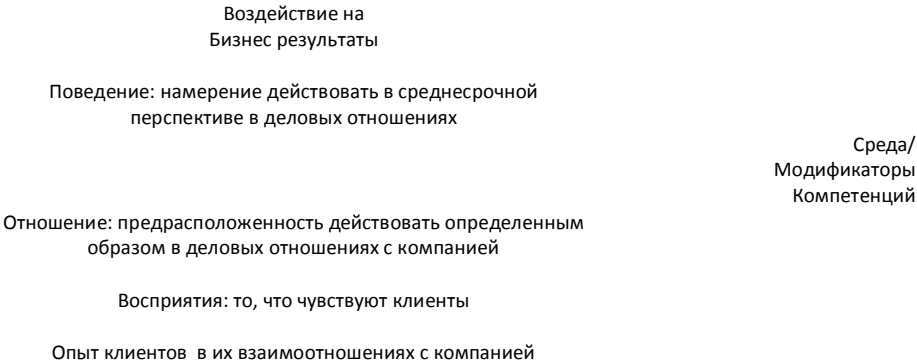 Воздействие на
Бизнес результаты
Поведение: намерение действовать в среднесрочной
перспективе в деловых отношениях
Среда/
Модификаторы
Компетенций
Отношение: предрасположенность действовать определенным
образом в деловых отношениях с компанией
Восприятия: то, что чувствуют клиенты
Опыт клиентов в их взаимоотношениях с компанией